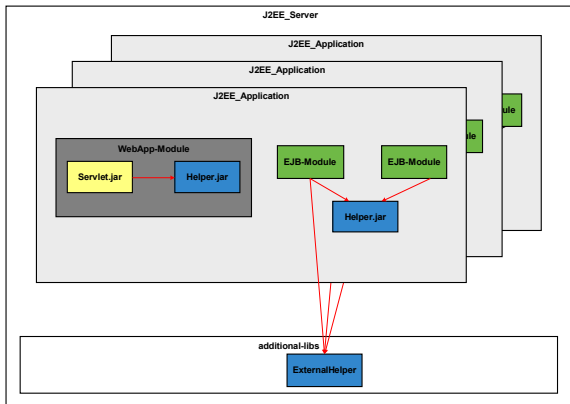 J2EE_Server
J2EE_Application
J2EE_Application
J2EE_Application
WebApp-Module
Servlet.jar
Helper.jar
EJB-Module
EJB-Module
Helper.jar
additional-libs
ExternalHelper